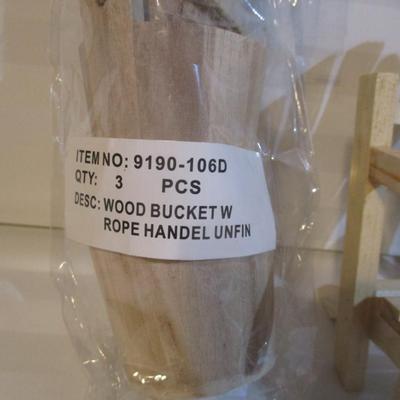 ITEM NO: 9190-106D
QTY: 3 PCS
DESC: WOOD BUCKET W
ROPE HANDEL UNFIN